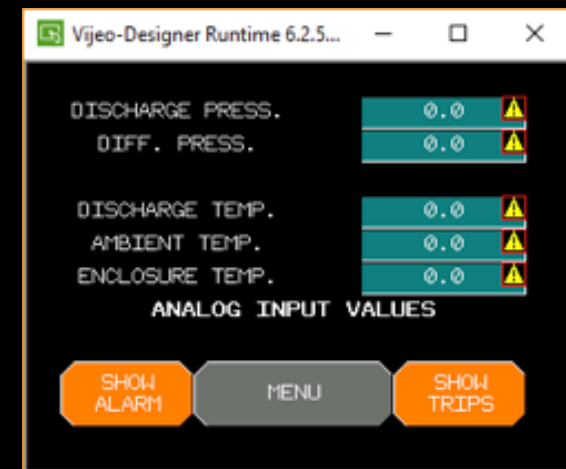 Vijeo-Designer Runtime 6.2.5...
DISCHARGE PRESS. 0.0
DIFF. PRESS. 0.0
DISCHARGE TEMP. 0.0
AMBIENT TEMP. 0.0
ENCLOSURE TEMP. 0.0
ANALOG INPUT VALUES
SHOW
ALARM
MENU
SHOW
TRIPS